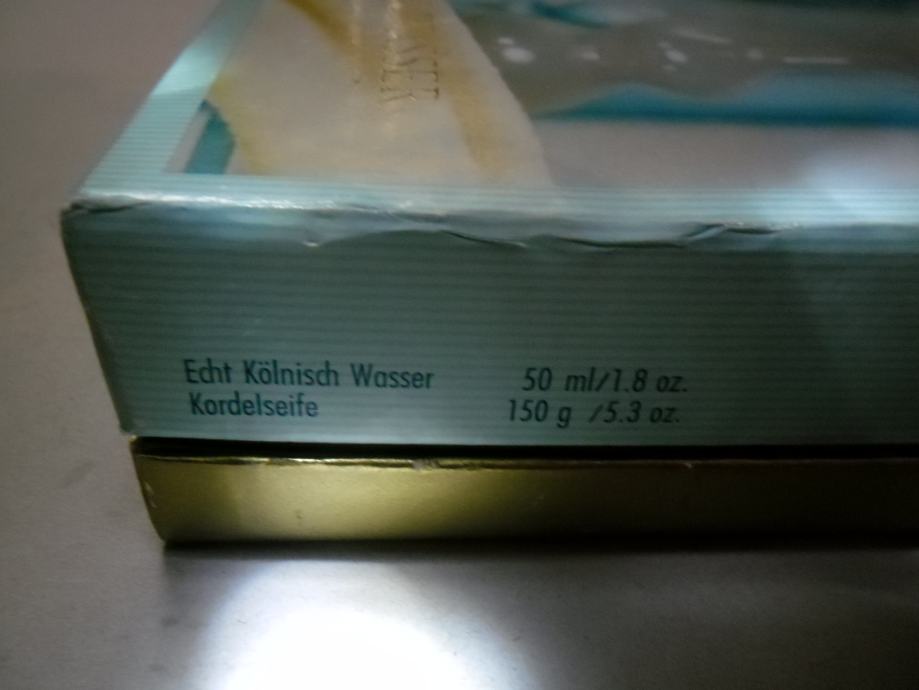 Echt Kölnisch Wasser 50 ml/1.8 oz.
Kordelseife 150 g /5.3 oz.